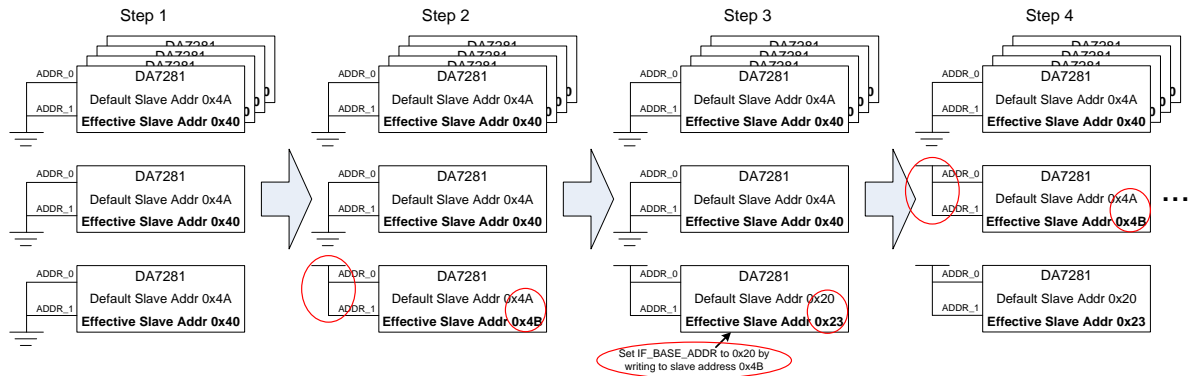 Step 1
DA7281
DA7281
ADDR_0
Default Slave Addr 0x4A
ADDR_1
Effective Slave Addr 0x40
DA7281
ADDR_0
Default Slave Addr 0x4A
ADDR_1
Effective Slave Addr 0x40
DA7281
ADDR_0
Default Slave Addr 0x4A
ADDR_1
Effective Slave Addr 0x40
Step 2
DA7281
DA7281
ADDR_0
Default Slave Addr 0x4A
ADDR_1
Effective Slave Addr 0x40
DA7281
ADDR_0
Default Slave Addr 0x4A
ADDR_1
Effective Slave Addr 0x40
DA7281
ADDR_0
Default Slave Addr 0x4A
ADDR_1
Effective Slave Addr 0x4B
Step 3
DA7281
DA7281
ADDR_0
Default Slave Addr 0x4A
ADDR_1
Effective Slave Addr 0x40
DA7281
ADDR_0
Default Slave Addr 0x4A
ADDR_1
Effective Slave Addr 0x40
DA7281
ADDR_0
Default Slave Addr 0x20
ADDR_1
Effective Slave Addr 0x23
Set IF_BASE_ADDR to 0x20 by
writing to slave address 0x4B
Step 4
DA7281
DA7281
ADDR_0
Default Slave Addr 0x4A
ADDR_1
Effective Slave Addr 0x40
DA7281
ADDR_0
Default Slave Addr 0x4A
ADDR_1
Effective Slave Addr 0x4B
DA7281
ADDR_0
Default Slave Addr 0x20
ADDR_1
Effective Slave Addr 0x23
...